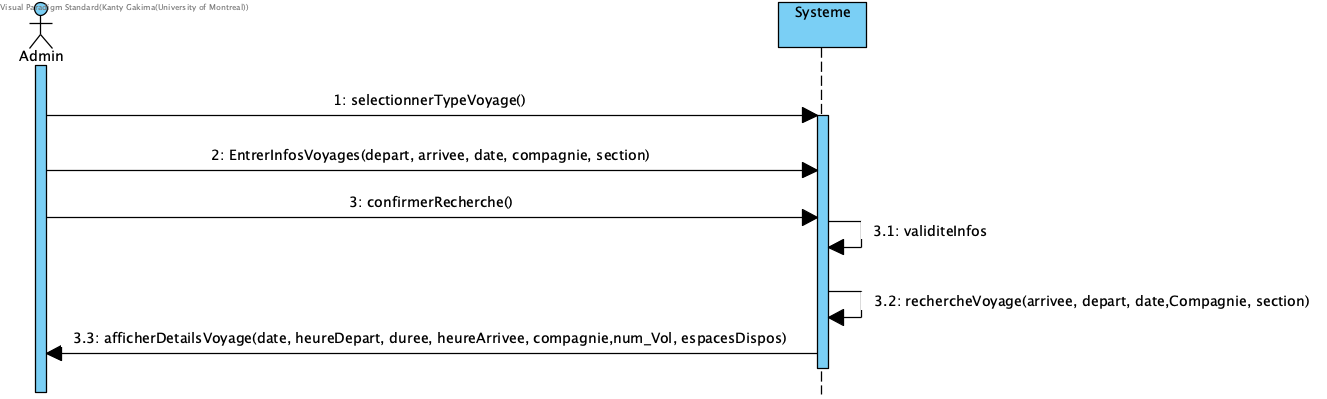 Visual Paradigm Standard(Kanty Gakima(University of Montreal))
Systeme
Admin
1: selectionnerTypeVoyage()
2: EntrerInfosVoyages(depart, arrivee, date, compagnie, section)
3: confirmerRecherche()
3.1: validiteInfos
3.2: rechercheVoyage(arrivee, depart, date,Compagnie, section)
3.3: afficherDetailsVoyage(date, heureDepart, duree, heureArrivee, compagnie,num_Vol, espacesDispos)